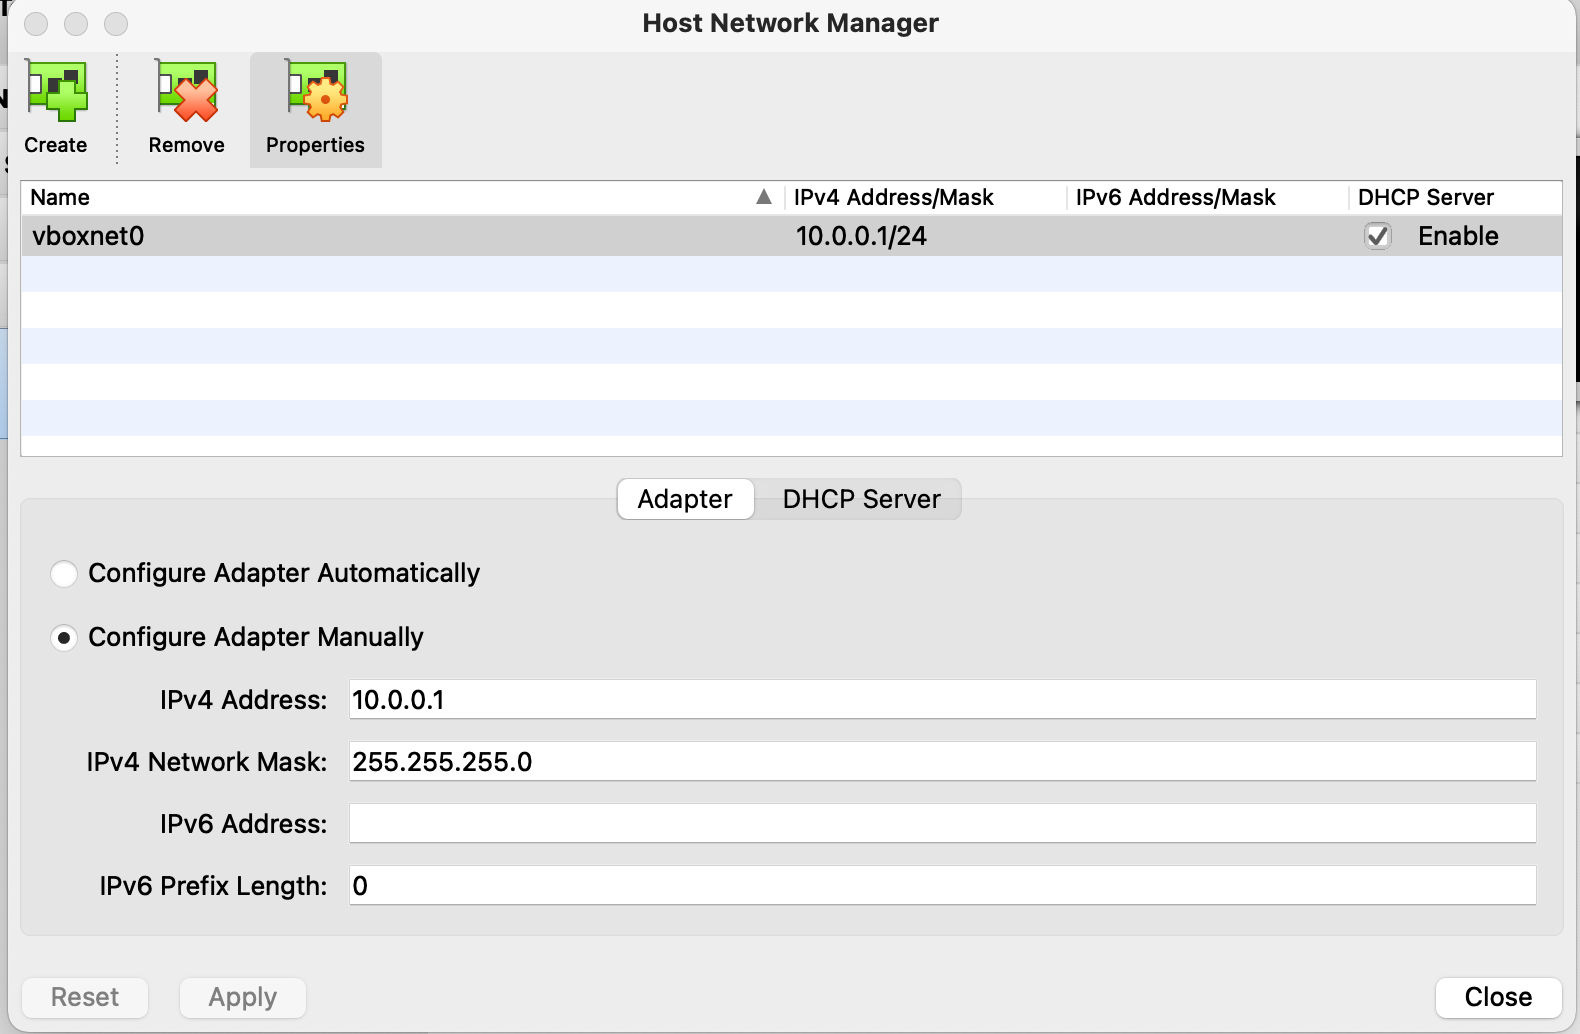 Host Network Manager
Create Remove Properties
Name IPv4 Address/Mask IPv6 Address/Mask DHCP Server
vboxnet0 10.0.0.1/24 Enable
Adapter DHCP Server
Configure Adapter Automatically
Configure Adapter Manually
IPv4 Address: 10.0.0.1
IPv4 Network Mask: 255.255.255.0
IPv6 Address:
IPv6 Prefix Length: 0
Reset Apply Close